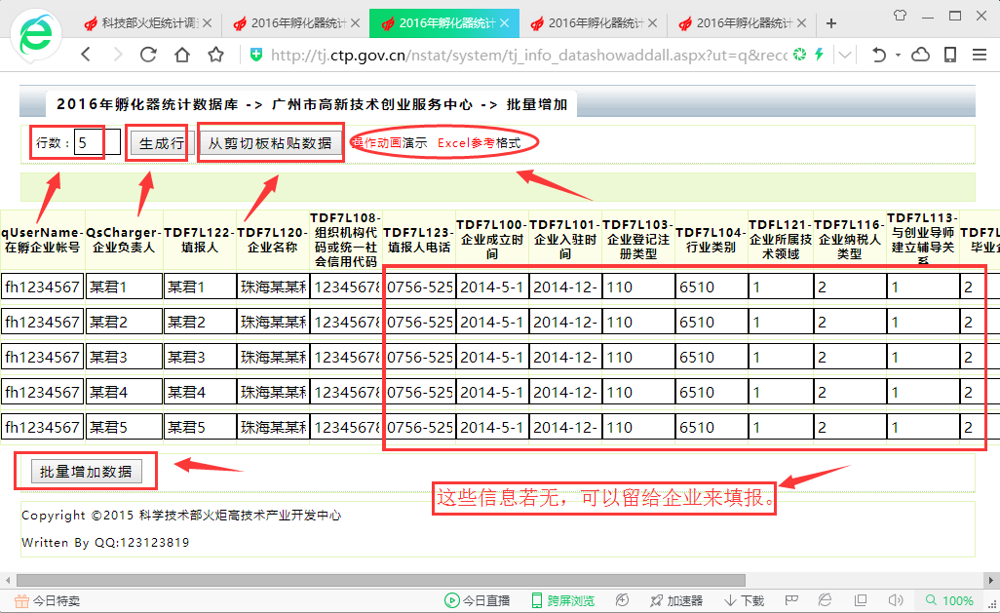 科技部火炬统计调
2016年孵化器统计
2016年孵化器统计
2016年孵化器统计
2016年孵化器统计
http://tj.ctp.gov.cn/nstat/system/tj_info_datashowaddall.aspx?ut=q&rec
2016年孵化器统计数据库 -> 广州市高新技术创业服务中心 -> 批量增加
行数： 5 生成行 从剪切板粘贴数据 操作动画演示 Excel参考格式
qUserName-在孵企业帐号
QsCharger-企业负责人
TDF7L122-填报人
TDF7L120-企业名称
TDF7L108-组织机构代码或统一社会信用代码
TDF7L123-填报人电话
TDF7L100-企业成立时间
TDF7L101-企业入驻时间
TDF7L103-企业登记注册类型
TDF7L104-行业类别
TDFL121-企业所属技术领域
TDF7L116-企业纳税人类型
TDF7L113-与创业导师建立辅导关系
TDF7L 毕业企
fh1234567 某君1 某君1 珠海某某科 12345678 0756-525 2014-5-1 2014-12- 110 6510 1 2 1 2
fh1234567 某君2 某君2 珠海某某科 12345678 0756-525 2014-5-1 2014-12- 110 6510 1 2 1 2
fh1234567 某君3 某君3 珠海某某科 12345678 0756-525 2014-5-1 2014-12- 110 6510 1 2 1 2
fh1234567 某君4 某君4 珠海某某科 12345678 0756-525 2014-5-1 2014-12- 110 6510 1 2 1 2
fh1234567 某君5 某君5 珠海某某科 12345678 0756-525 2014-5-1 2014-12- 110 6510 1 2 1 2
批量增加数据
这些信息若无，可以留给企业来填报。
Copyright ©2015 科学技术部火炬高技术产业开发中心
Written By QQ:123123819
今日特卖 今日直播 跨屏浏览 加速器 下载 100%